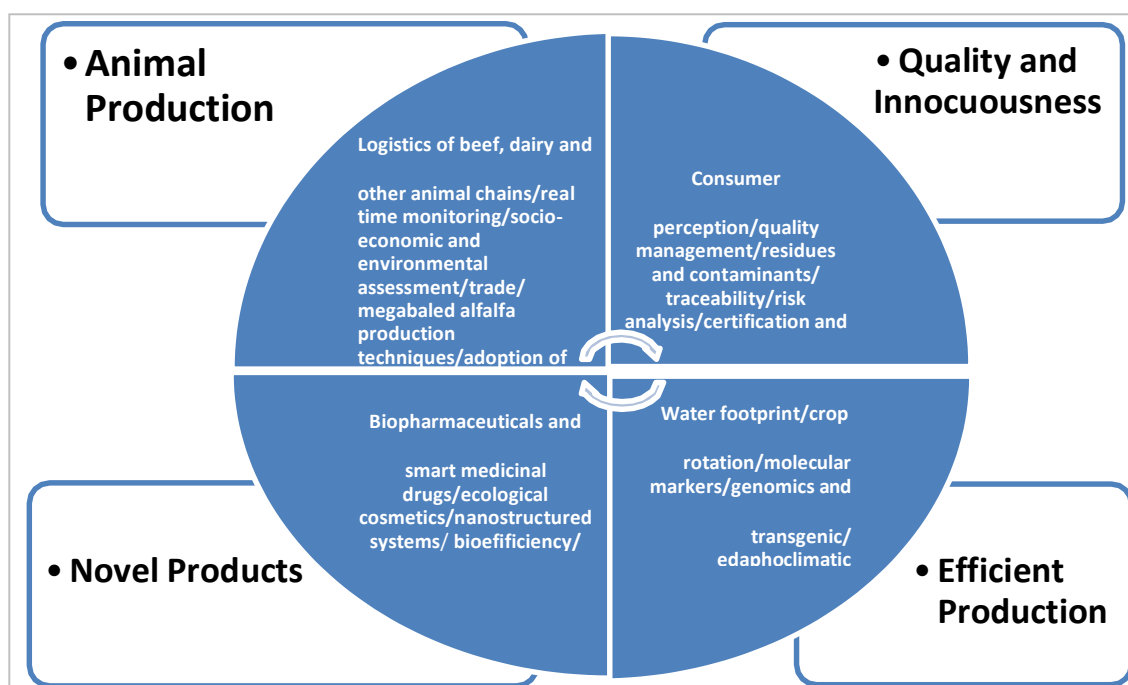 • Animal
Production
Logistics of beef, dairy and
other animal chains/real
time monitoring/socio-
economic and
environmental
assessment/trade/
megabaled alfalfa
production
techniques/adoption of
• Quality and
Innocuousness
Consumer
perception/quality
management/residues
and contaminants/
traceability/risk
analysis/certification and
• Novel Products
Biopharmaceuticals and
smart medicinal
drugs/ecological
cosmetics/nanostructured
systems/ bioefificiency/
• Efficient
Production
Water footprint/crop
rotation/molecular
markers/genomics and
transgenic/
edaphoclimatic